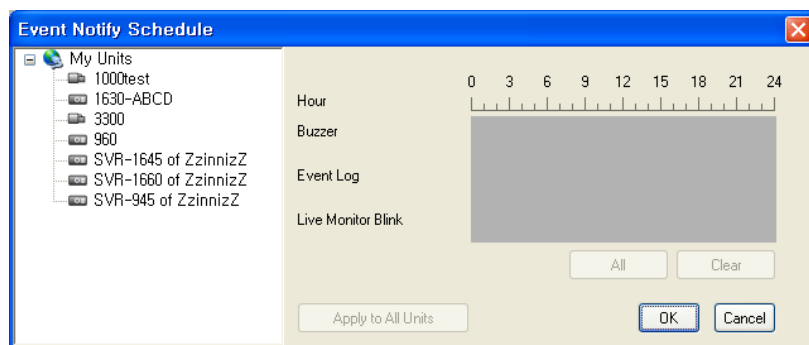 Event Notify Schedule
My Units
1000test
1630-ABCD
3300
960
SVR-1645 of ZzinnizZ
SVR-1660 of ZzinnizZ
SVR-945 of ZzinnizZ
0 3 6 9 12 15 18 21 24
Hour
Buzzer
Event Log
Live Monitor Blink
All Clear
Apply to All Units OK Cancel